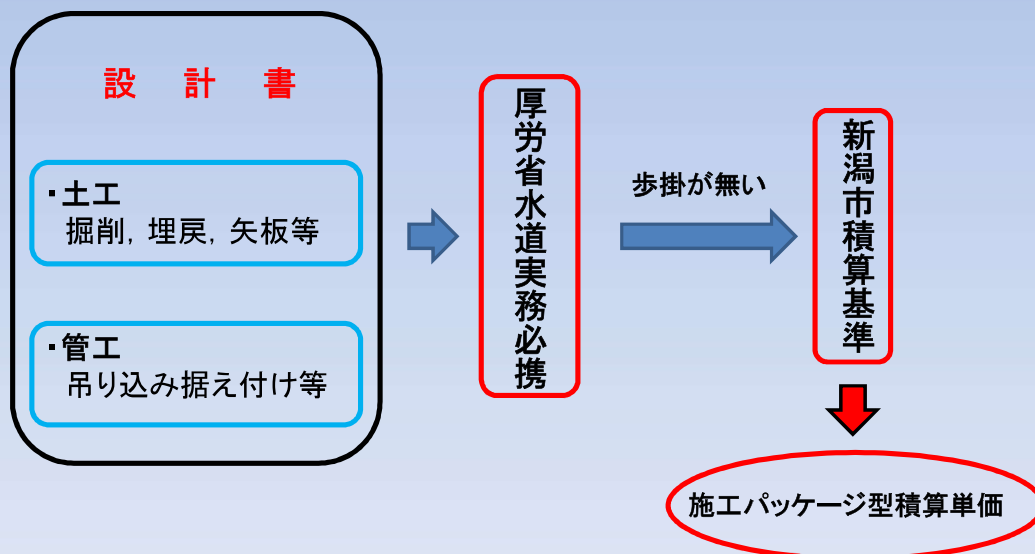 設　計　書
・土工
掘削, 埋戻, 矢板等
・管工
吊り込み据え付け等
厚労省水道実務必携
歩掛が無い
新潟市積算基準
施工パッケージ型積算単価